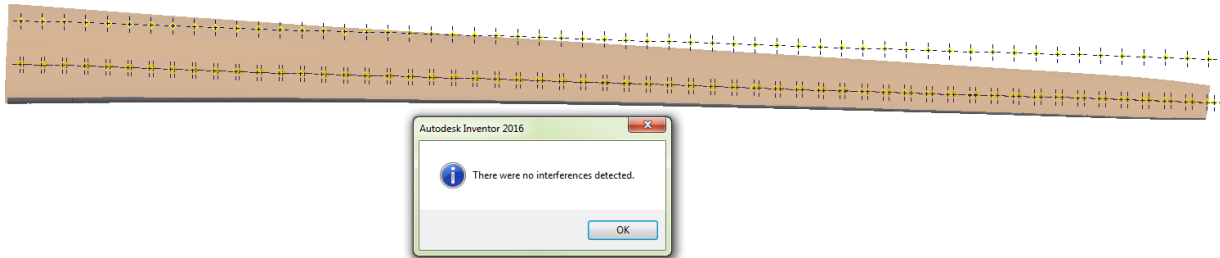 Autodesk Inventor 2016
There were no interferences detected.
OK